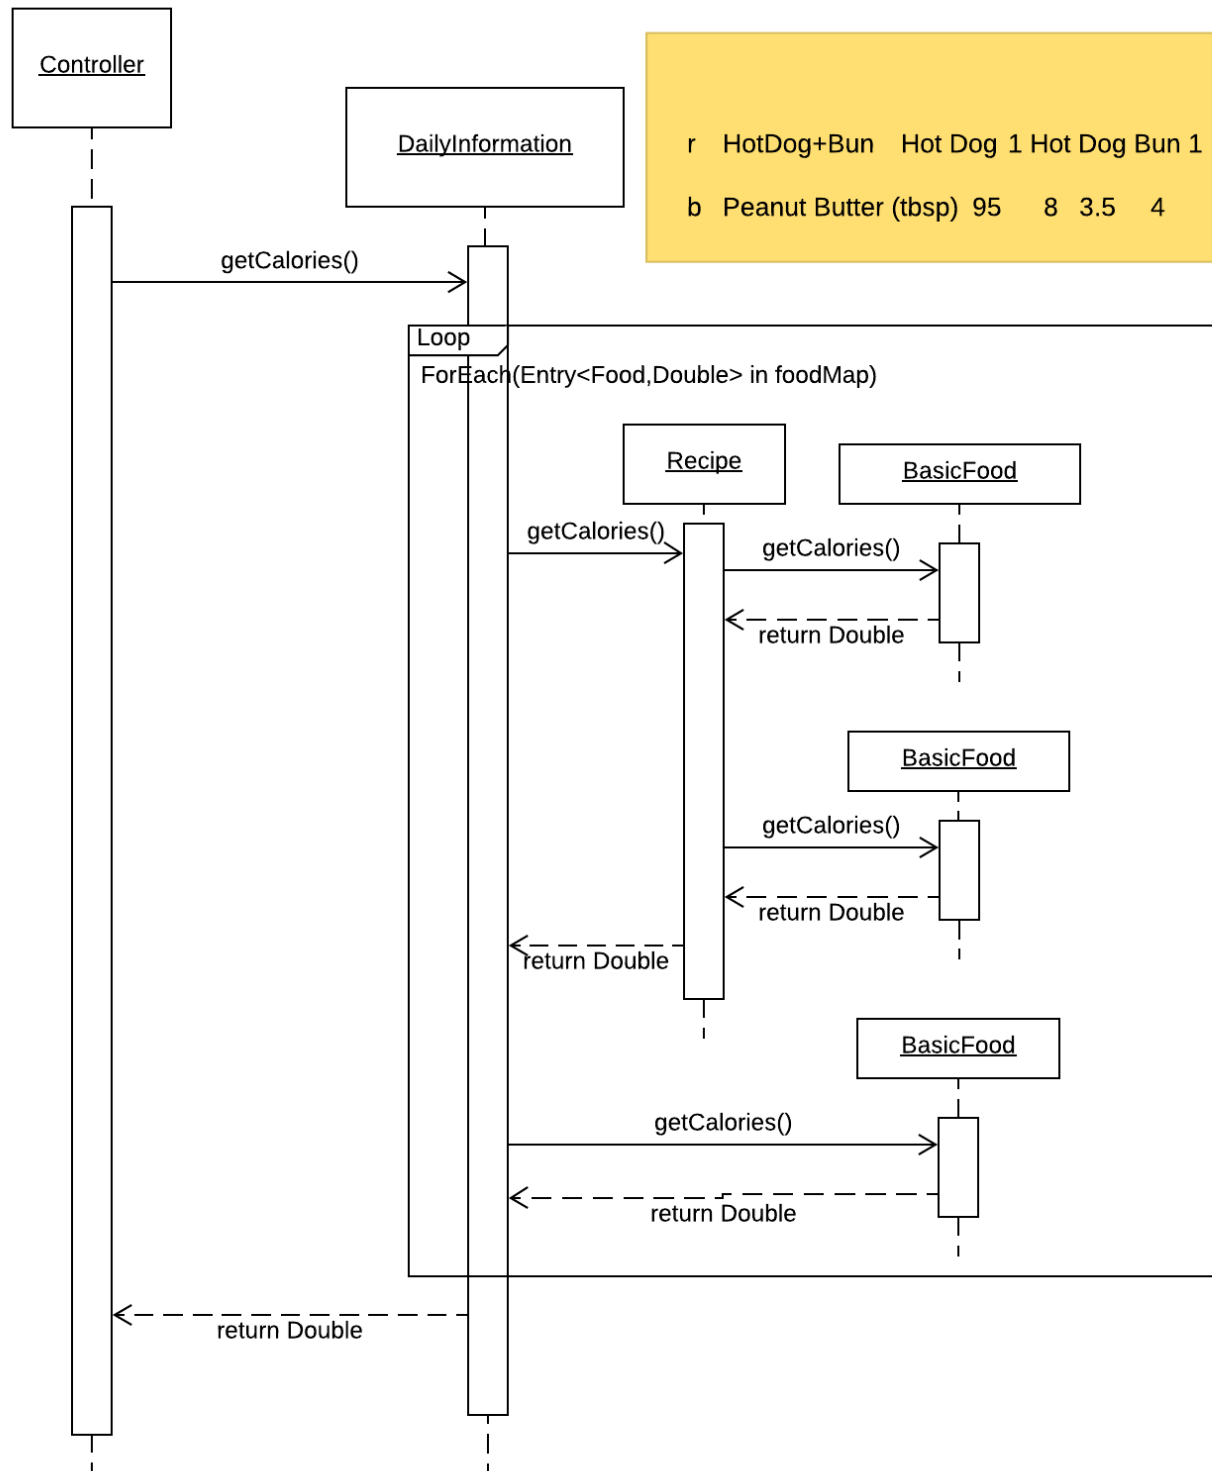 Controller
DailyInformation
r HotDog+Bun Hot Dog 1 Hot Dog Bun 1
b Peanut Butter (tbsp) 95 8 3.5 4
getCalories()
Loop
ForEach(Entry<Food,Double> in foodMap)
Recipe
BasicFood
getCalories()
getCalories()
return Double
BasicFood
getCalories()
return Double
return Double
BasicFood
getCalories()
return Double
return Double